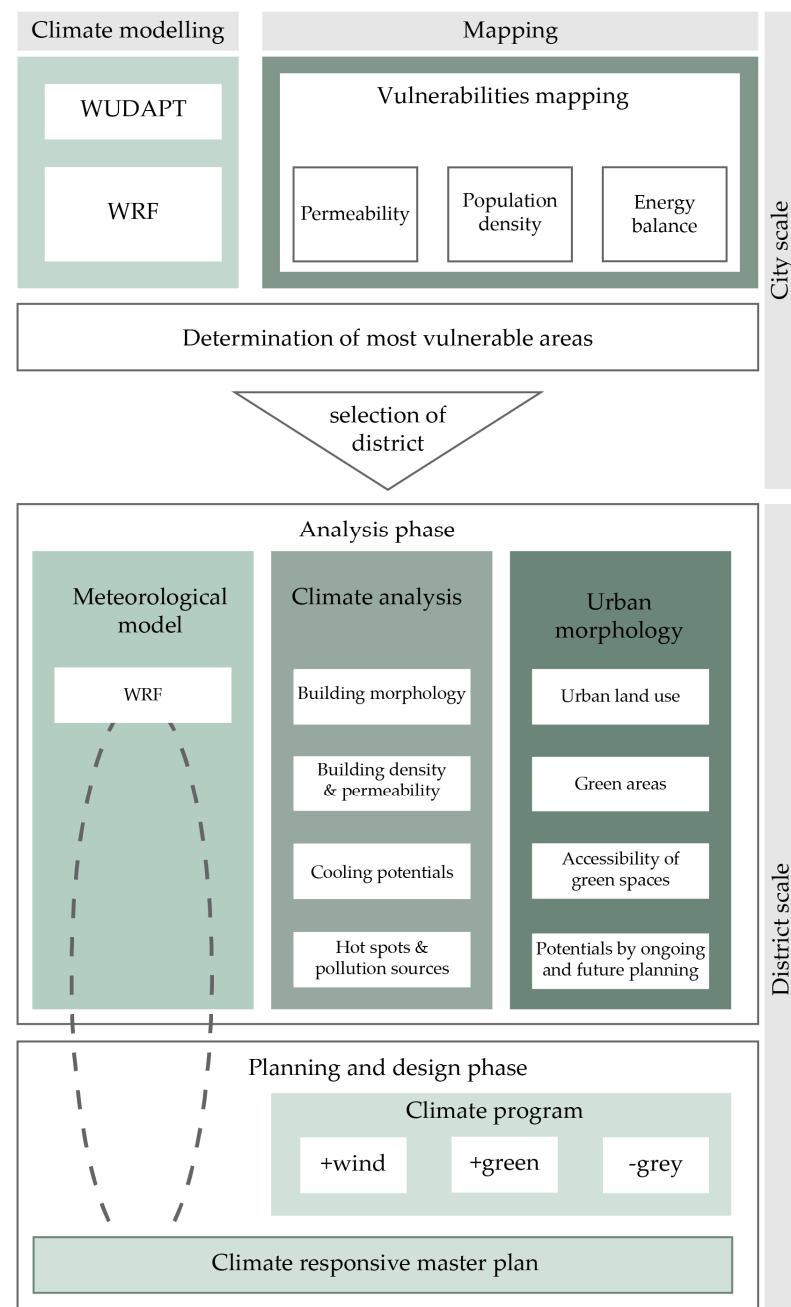 Climate modelling
Mapping
WUDAPT
WRF
Vulnerabilities mapping
Permeability
Population
density
Energy
balance
City scale
Determination of most vulnerable areas
selection of
district
Analysis phase
Meteorological
model
WRF
Climate analysis
Building morphology
Building density
& permeability
Cooling potentials
Hot spots &
pollution sources
Urban
morphology
Urban land use
Green areas
Accessibility of
green spaces
Potentials by ongoing
and future planning
District scale
Planning and design phase
Climate program
+wind
+green
-grey
Climate responsive master plan